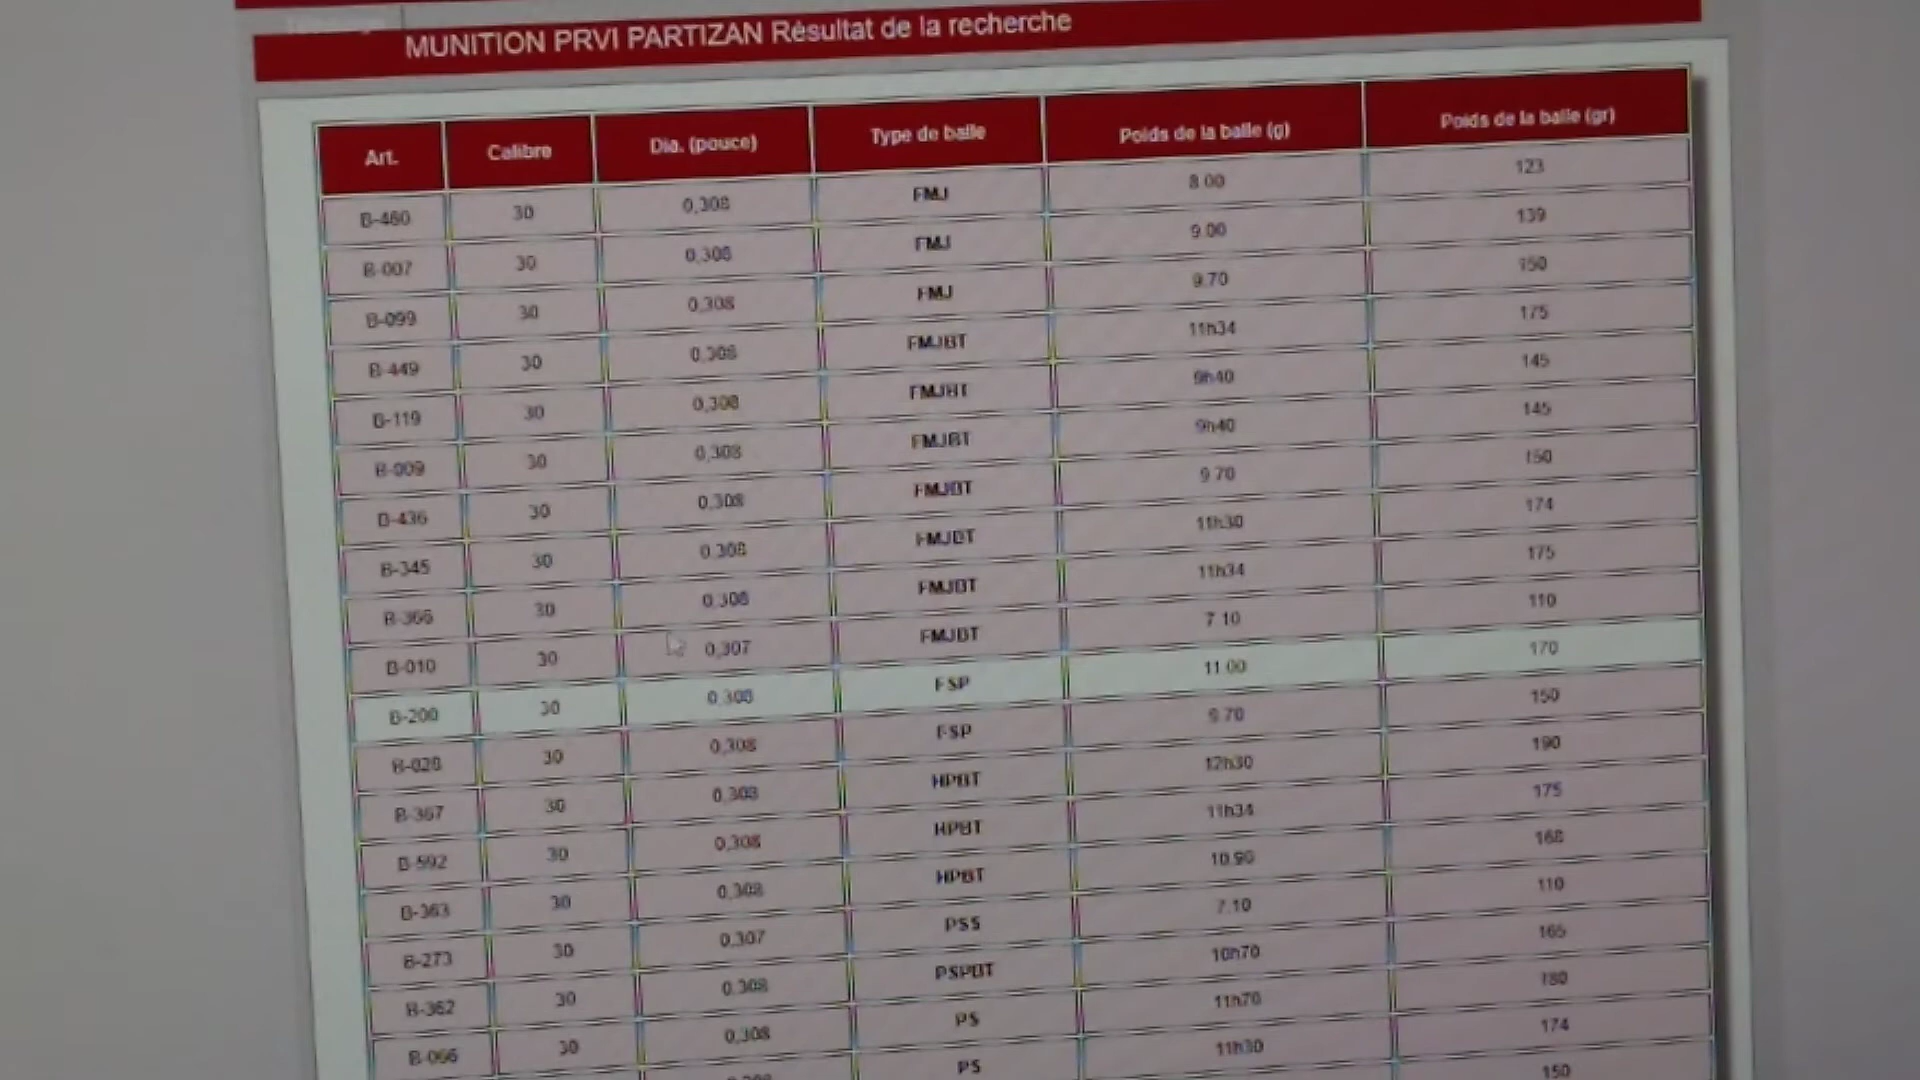 MUNITION PRVI PARTIZAN Résultat de la recherche
Art. Calibre Dia. (pouce) Type de balle Poids de la balle (g) Poids de la balle (gr)
B-460 30 0,308 FMJ 8.00 123
B-007 30 0,308 FMJ 9.00 139
B-099 30 0,308 FMJ 9.70 150
B-449 30 0,308 FMJBT 11h34 175
B-119 30 0,308 FMJBT 9h40 145
B-009 30 0,308 FMJBT 9h40 145
B-436 30 0,308 FMJBT 9.70 150
B-345 30 0,308 FMJBT 11h30 174
B-366 30 0,308 FMJBT 11h34 175
B-010 30 0,307 FMJBT 7.10 110
B-200 30 0,308 FSP 11.00 170
B-028 30 0,308 FSP 9.70 150
B-367 30 0,308 HPBT 12h30 190
B-592 30 0,308 HPBT 11h34 175
B-363 30 0,308 HPBT 10.90 168
B-273 30 0,307 PSS 7.10 110
B-362 30 0,308 PSPBT 10h70 165
B-066 30 0,308 PS 11h70 180
PS 11h30 174
150